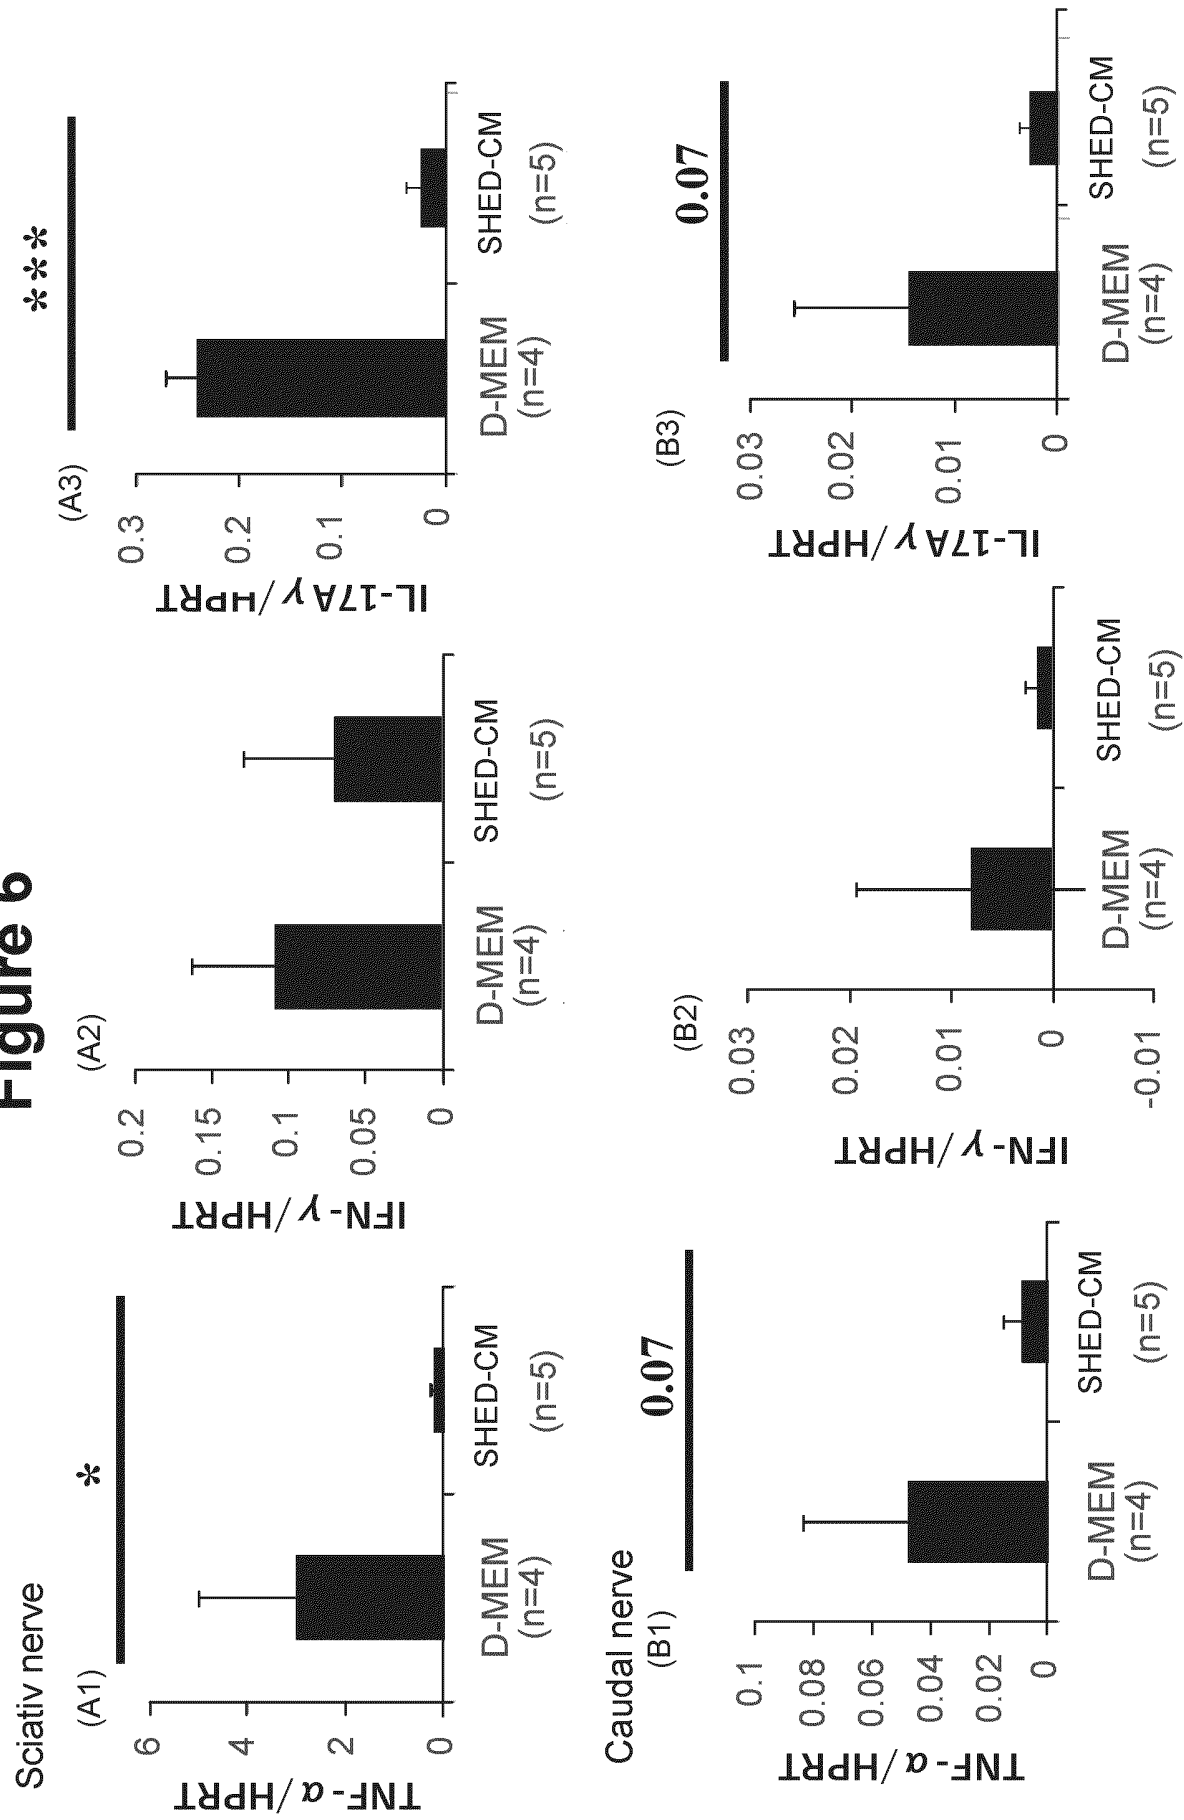 Figure 6
Sciativ nerve
(A1)
*
TNF-α/HPRT
6
4
2
0
D-MEM
(n=4)
SHED-CM
(n=5)
(A2)
IFN-γ/HPRT
0.2
0.15
0.1
0.05
0
D-MEM
(n=4)
SHED-CM
(n=5)
(A3)
***
IL-17Aγ/HPRT
0.3
0.2
0.1
0
D-MEM
(n=4)
SHED-CM
(n=5)
Caudal nerve
(B1)
0.07
TNF-α/HPRT
0.1
0.08
0.06
0.04
0.02
0
D-MEM
(n=4)
SHED-CM
(n=5)
(B2)
IFN-γ/HPRT
0.03
0.02
0.01
0
-0.01
D-MEM
(n=4)
SHED-CM
(n=5)
(B3)
0.07
IL-17Aγ/HPRT
0.03
0.02
0.01
0
D-MEM
(n=4)
SHED-CM
(n=5)